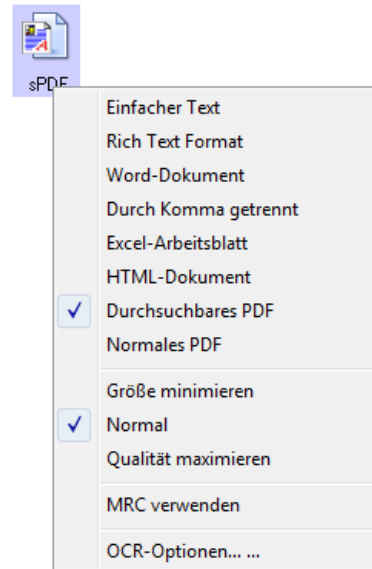 sPDF
Einfacher Text
Rich Text Format
Word-Dokument
Durch Komma getrennt
Excel-Arbeitsblatt
HTML-Dokument
Durchsuchbares PDF
Normales PDF
Größe minimieren
Normal
Qualität maximieren
MRC verwenden
OCR-Optionen... ...